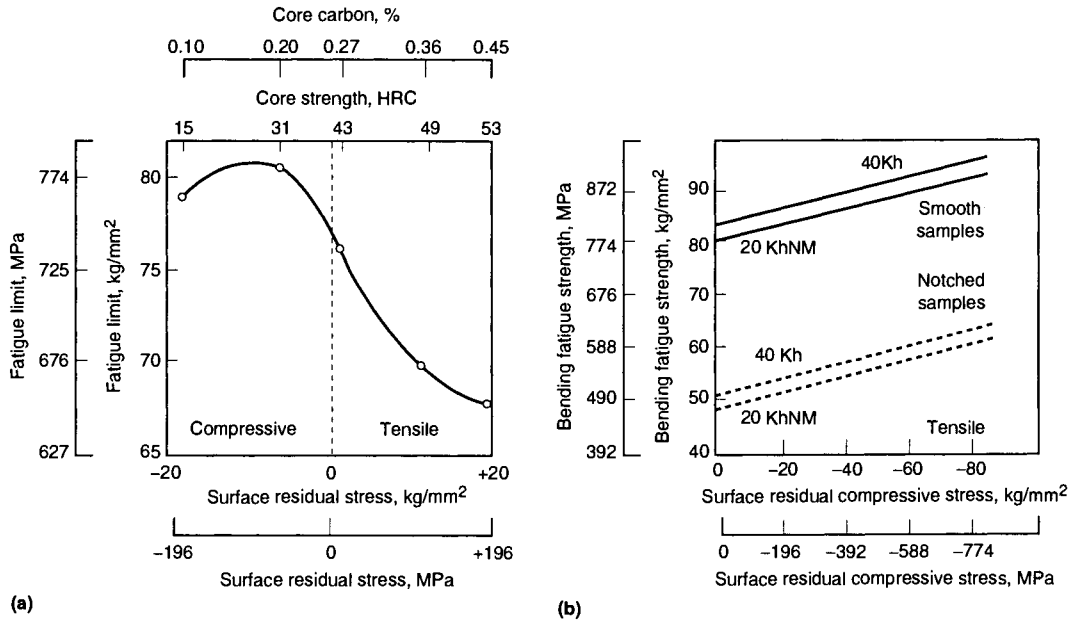 Core carbon, %
0.10 0.20 0.27 0.36 0.45
Core strength, HRC
15 31 43 49 53
Fatigue limit, MPa
774
725
676
627
Fatigue limit, kg/mm²
80
75
70
65
Compressive
Tensile
–20 0 +20
Surface residual stress, kg/mm²
–196 0 +196
Surface residual stress, MPa
(a)
Bending fatigue strength, MPa
872
774
676
588
490
392
Bending fatigue strength, kg/mm²
90
80
70
60
50
40
40Kh
20 KhNM
Smooth
samples
Notched
samples
40 Kh
20 KhNM
Tensile
0 –20 –40 –60 –80
Surface residual compressive stress, kg/mm²
0 –196 –392 –588 –774
Surface residual compressive stress, MPa
(b)